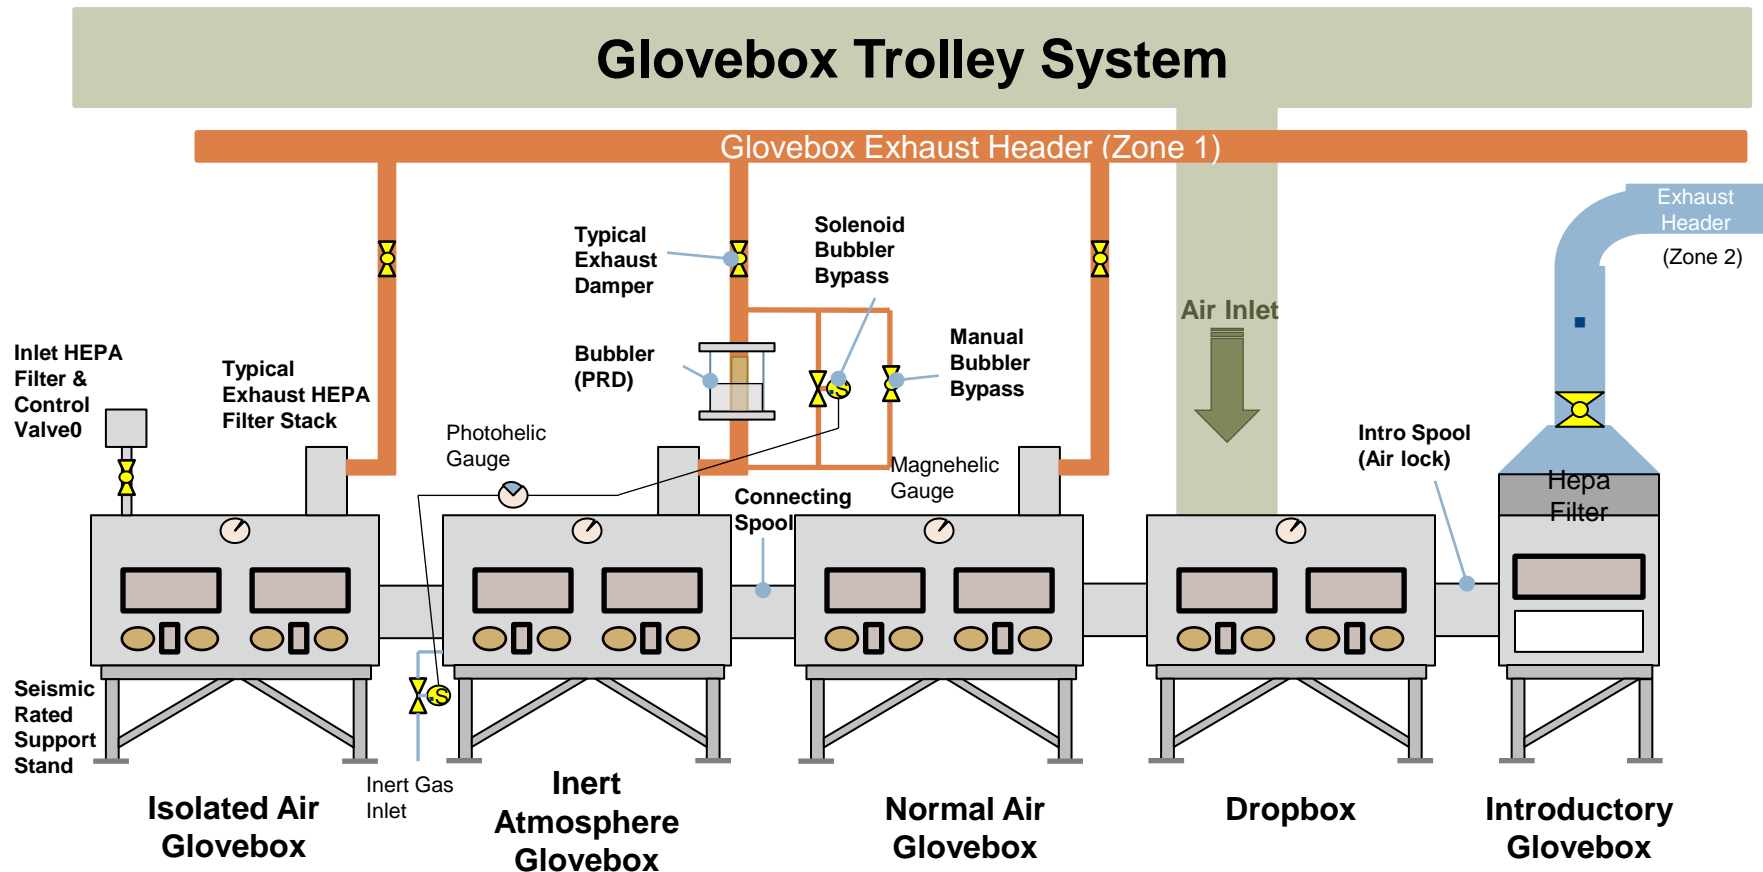 Glovebox Trolley System
Glovebox Exhaust Header (Zone 1)
Exhaust
Header
(Zone 2)
Typical
Exhaust
Damper
Solenoid
Bubbler
Bypass
Air Inlet
Inlet HEPA
Filter &
Control
Valve0
Typical
Exhaust HEPA
Filter Stack
Bubbler
(PRD)
Manual
Bubbler
Bypass
S
Photohelic
Gauge
Magnehelic
Gauge
Connecting
Spool
Intro Spool
(Air lock)
Hepa
Filter
S
Seismic
Rated
Support
Stand
Inert Gas
Inlet
Isolated Air
Glovebox
Inert
Atmosphere
Glovebox
Normal Air
Glovebox
Dropbox
Introductory
Glovebox